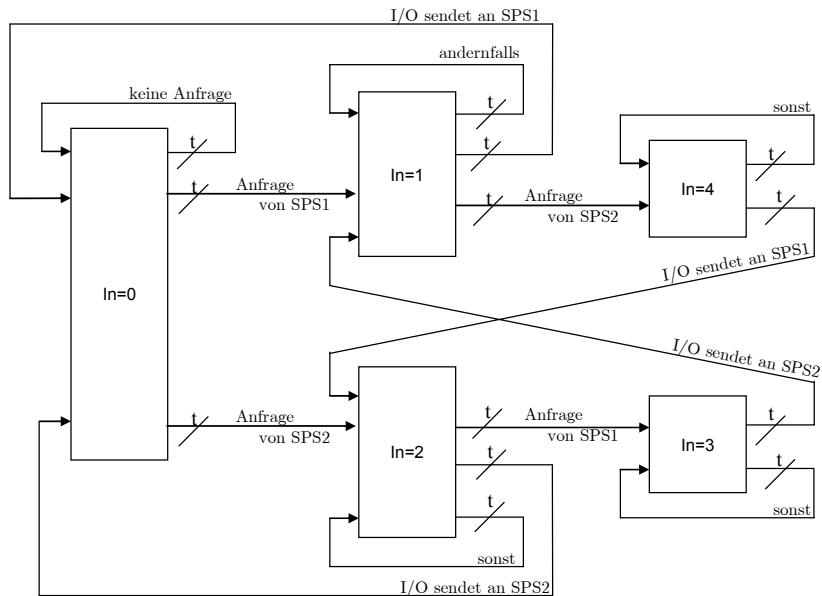 I/O sendet an SPS1
andernfalls
keine Anfrage
t
sonst
t
t
t
t
In=1
In=4
t
Anfrage
von SPS1
t
Anfrage
von SPS2
t
I/O sendet an SPS1
In=0
I/O sendet an SPS2
t
Anfrage
von SPS2
t
Anfrage
von SPS1
t
In=2
In=3
t
t
t
sonst
sonst
I/O sendet an SPS2